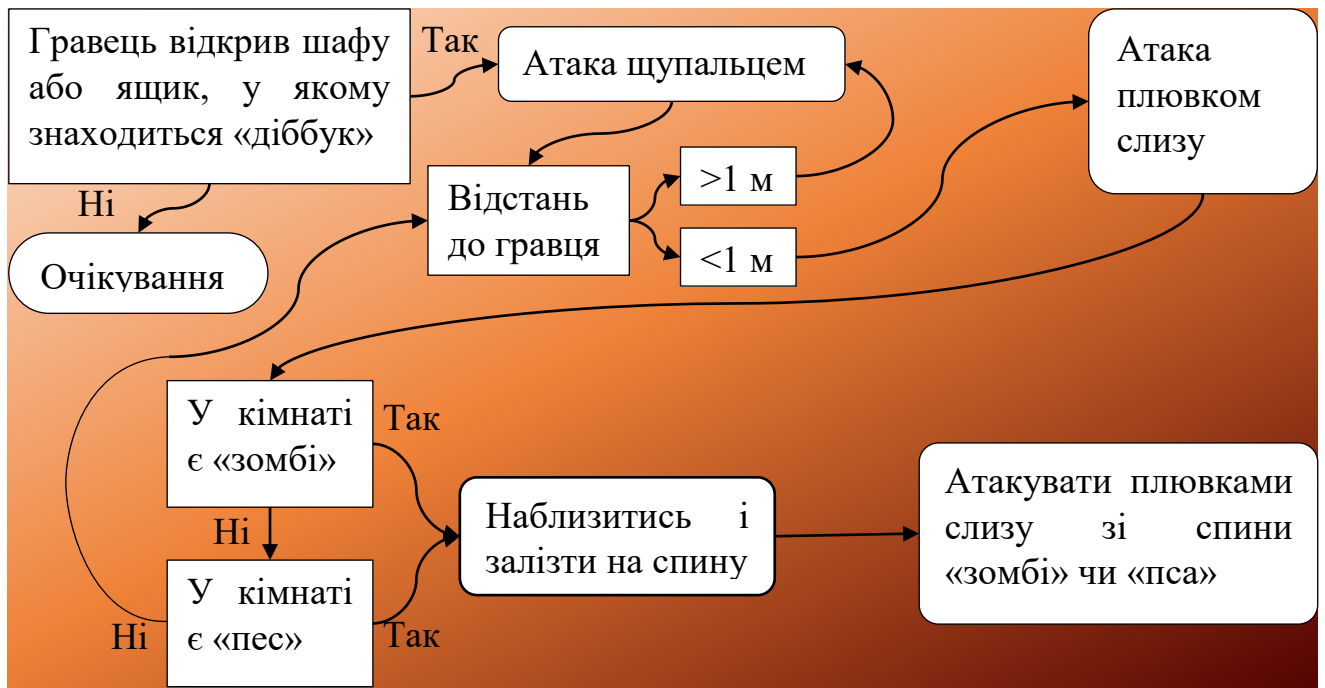 Гравець відкрив шафу
або ящик, у якому
знаходиться «діббук»
Так
Атака щупальцем
Атака
плювком
слизу
Ні
Очікування
Відстань
до гравця
>1 м
<1 м
У кімнаті
є «зомбі»
Так
Ні
У кімнаті
є «пес»
Ні
Так
Наблизитись і
залізти на спину
Атакувати плювками
слизу зі спини
«зомбі» чи «пса»